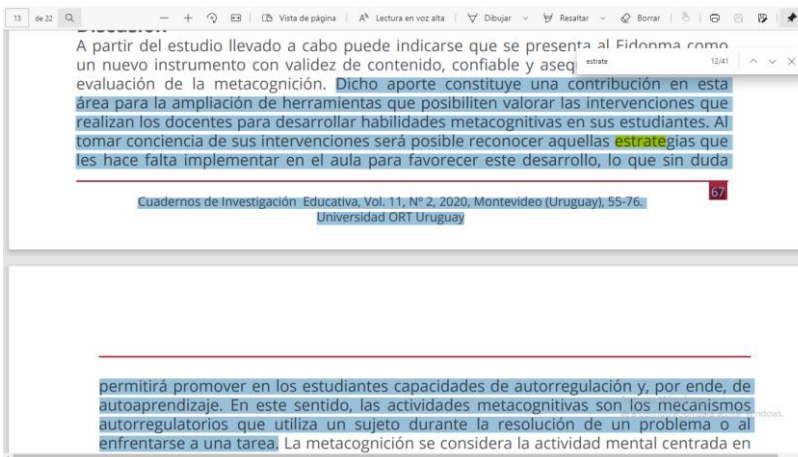 13 de 22 Vista de página Lectura en voz alta Dibujar Resaltar Borrar
A partir del estudio llevado a cabo puede indicarse que se presenta al Eidopma como
un nuevo instrumento con validez de contenido, confiable y aseq
estrate 12/41
evaluación de la metacognición. Dicho aporte constituye una contribución en esta
área para la ampliación de herramientas que posibiliten valorar las intervenciones que
realizan los docentes para desarrollar habilidades metacognitivas en sus estudiantes. Al
tomar conciencia de sus intervenciones será posible reconocer aquellas estrategias que
les hace falta implementar en el aula para favorecer este desarrollo, lo que sin duda
67
Cuadernos de Investigación Educativa, Vol. 11, Nº 2, 2020, Montevideo (Uruguay), 55-76.
Universidad ORT Uruguay
permitirá promover en los estudiantes capacidades de autorregulación y, por ende, de
autoaprendizaje. En este sentido, las actividades metacognitivas son los mecanismos
autorregulatorios que utiliza un sujeto durante la resolución de un problema o al
enfrentarse a una tarea. La metacognición se considera la actividad mental centrada en